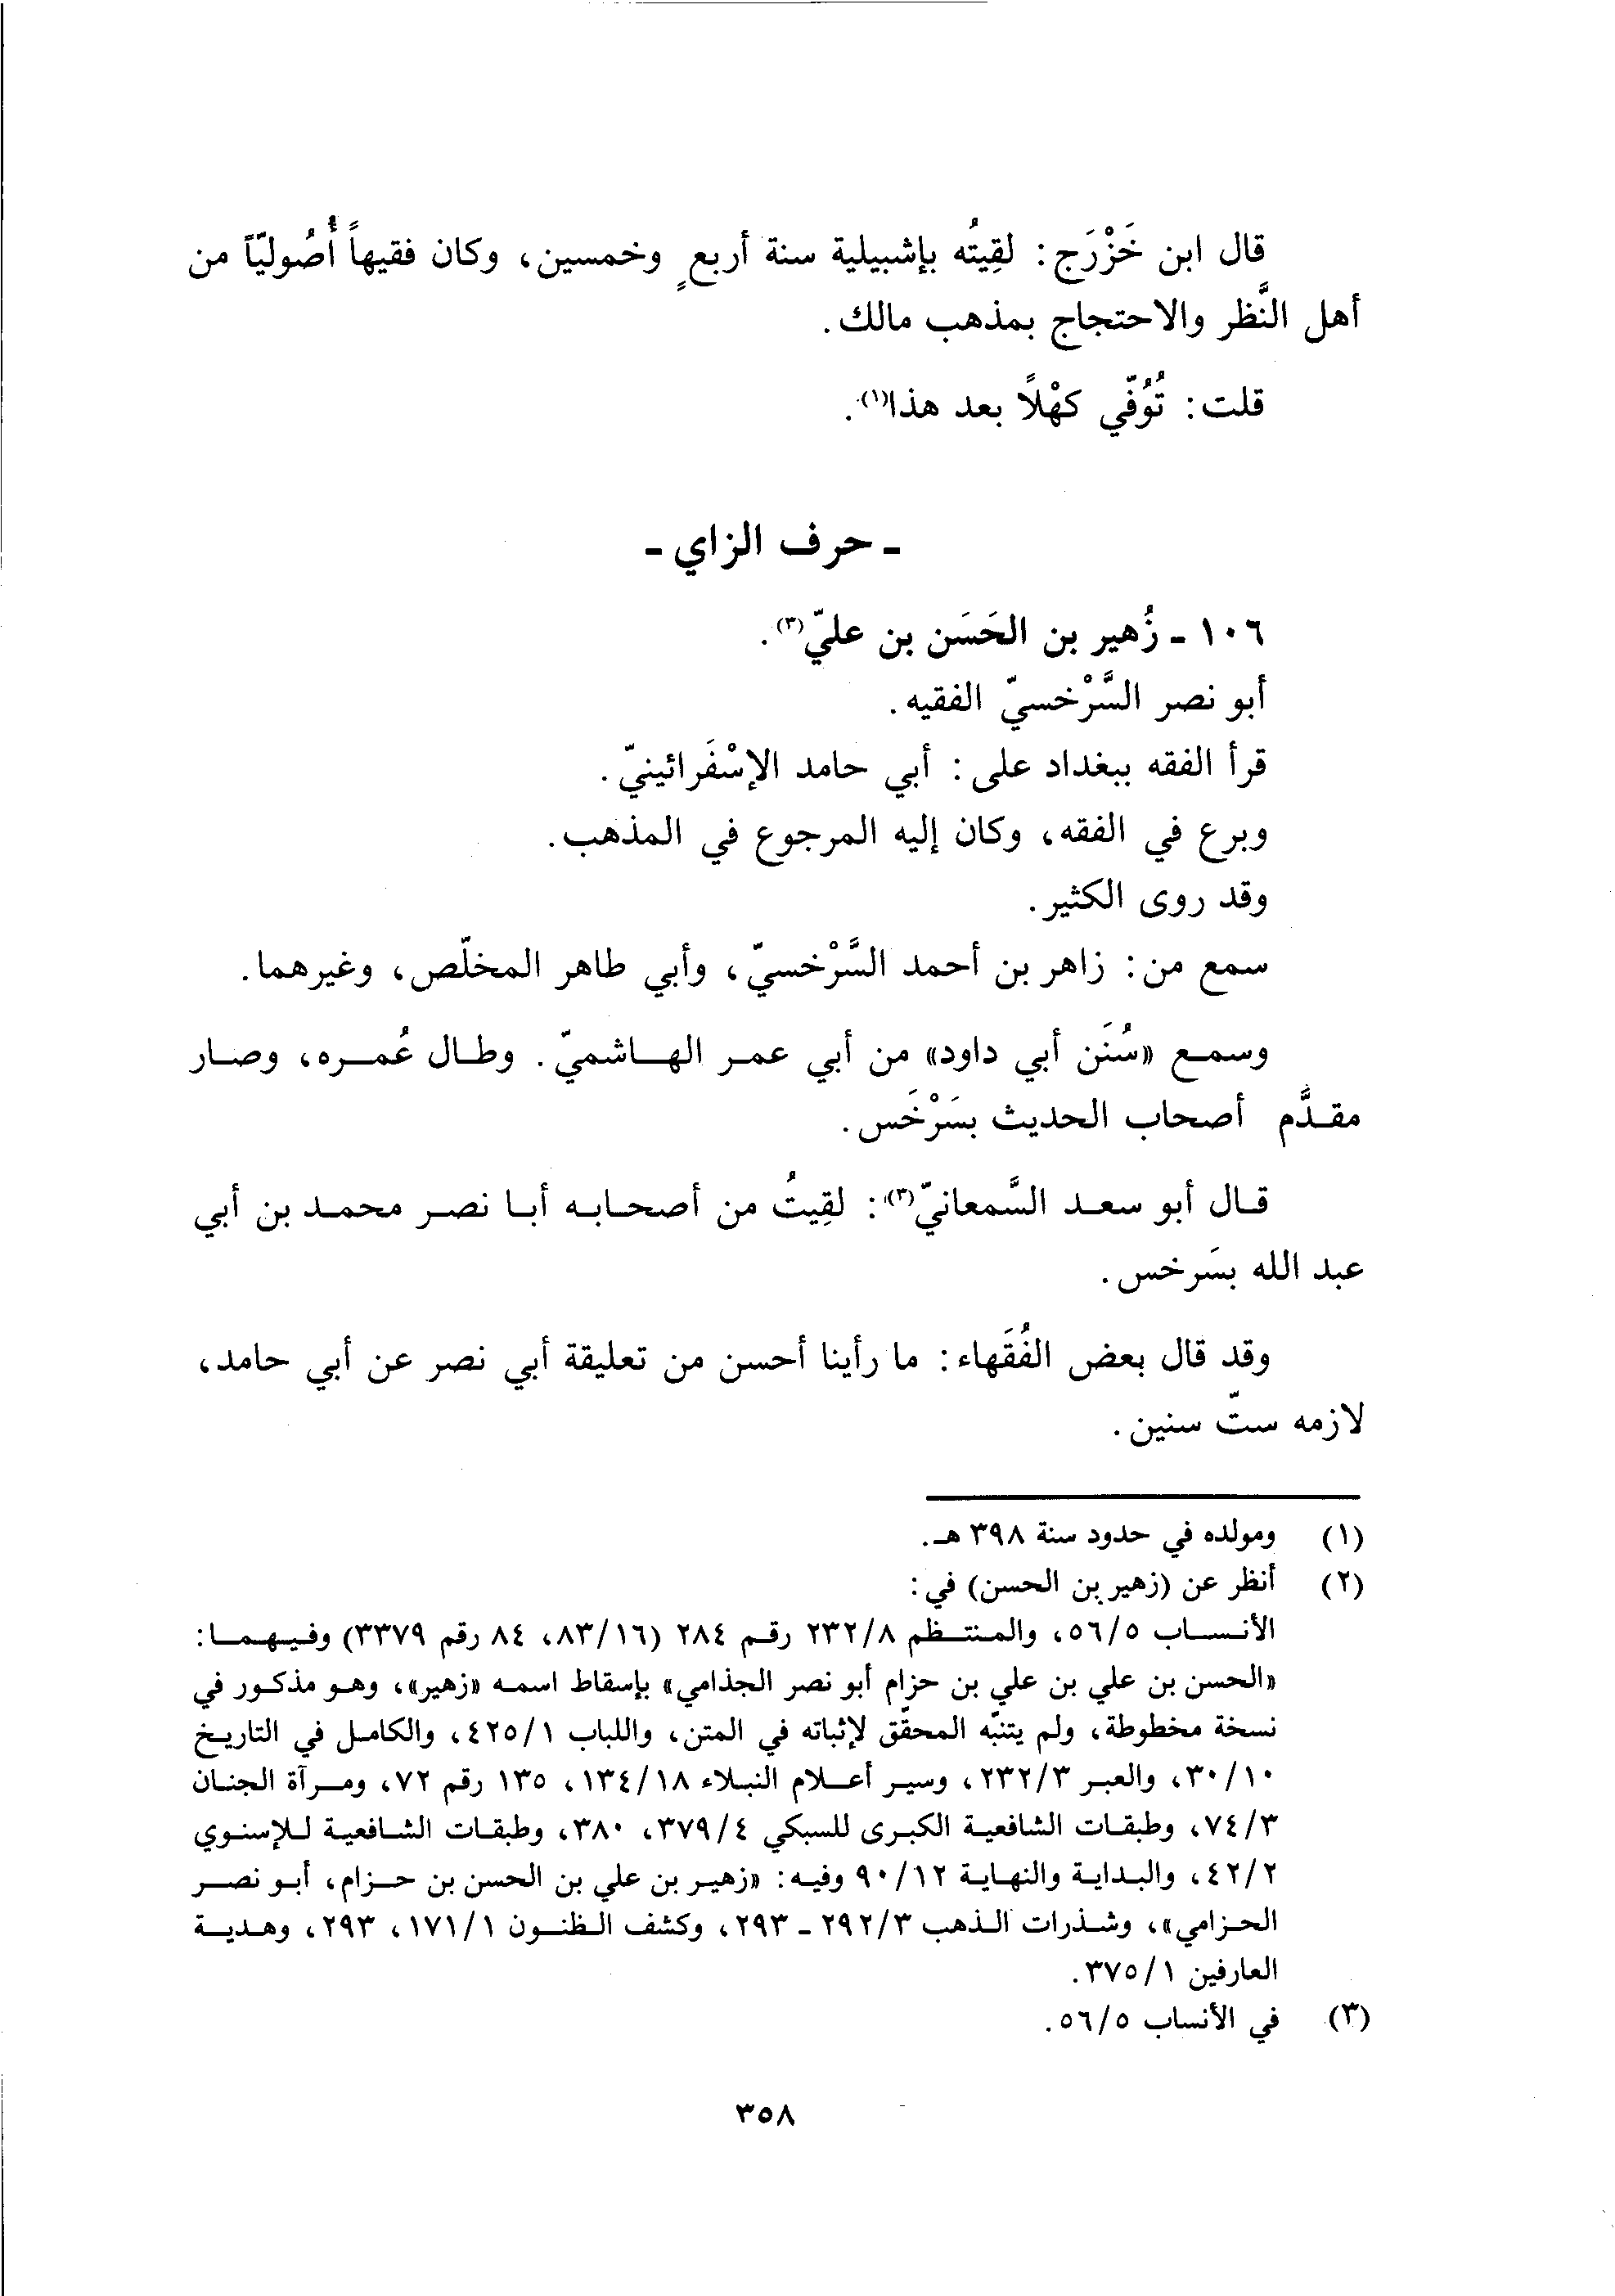 قال ابن خَزْرَج: لقِيتُه بإشبيلية سنة أربعٍ وخمسين، وكان فقيهاً أُصُوليّاً من
أهل النَّظر والاحتجاج بمذهب مالك.
قلت: تُوُفّي كهْلاً بعد هذا(١).
- حرف الزاي -
١٠٦ - زُهير بن الحَسَن بن عليّ(٢).
أبو نصر السَّرْخسيّ الفقيه.
قرأ الفقه ببغداد على: أبي حامد الإسْفَرائينيّ.
وبرع في الفقه، وكان إليه المرجوع في المذهب.
وقد روى الكثير.
سمع من: زاهر بن أحمد السَّرْخسيّ، وأبي طاهر المخلّص، وغيرهما.
وسمع «سُنَن أبي داود» من أبي عمر الهاشميّ. وطال عُمره، وصار
مقدَّم أصحاب الحديث بسَرْخَس.
قال أبو سعد السَّمعانيّ(٣): لقِيتُ من أصحابه أبا نصر محمد بن أبي
عبد الله بسَرخس.
وقد قال بعض الفُقَهاء: ما رأينا أحسن من تعليقة أبي نصر عن أبي حامد،
لازمه ستّ سنين.
(١) ومولده في حدود سنة ٣٩٨ هـ.
(٢) أنظر عن (زهير بن الحسن) في:
الأنساب ٥/٥٦، والمنتظم ٨/٢٣٢ رقم ٢٨٤ (١٦/٨٣، ٨٤ رقم ٣٣٧٩) وفيهما:
«الحسن بن علي بن علي بن حزام أبو نصر الجذامي» بإسقاط اسمه «زهير»، وهو مذكور في
نسخة مخطوطة، ولم يتنبّه المحقّق لإثباته في المتن، واللباب ١/٤٢٥، والكامل في التاريخ
١٠/٣٠، والعبر ٣/٢٣٢، وسير أعلام النبلاء ١٨/١٣٤، ١٣٥ رقم ٧٢، ومرآة الجنان
٣/٧٤، وطبقات الشافعية الكبرى للسبكي ٤/٣٧٩، ٣٨٠، وطبقات الشافعية للإسنوي
٢/٤٢، والبداية والنهاية ١٢/٩٠ وفيه: «زهير بن علي بن الحسن بن حزام، أبو نصر
الحزامي»، وشذرات الذهب ٣/٢٩٢ - ٢٩٣، وكشف الظنون ١/١٧١، ٢٩٣، وهدية
العارفين ١/٣٧٥.
(٣) في الأنساب ٥/٥٦.
٣٥٨